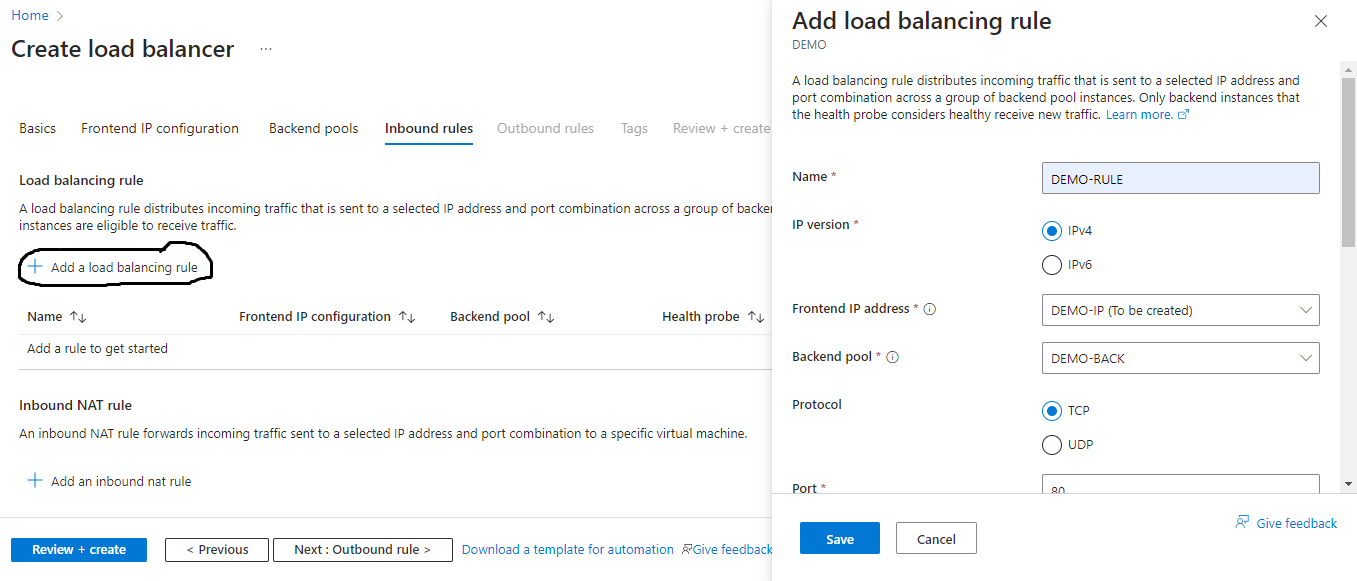 Home >
Create load balancer ...
Basics Frontend IP configuration Backend pools Inbound rules Outbound rules Tags Review + create
Load balancing rule
A load balancing rule distributes incoming traffic that is sent to a selected IP address and port combination across a group of backen
instances are eligible to receive traffic.
+ Add a load balancing rule
Name ↑↓ Frontend IP configuration ↑↓ Backend pool ↑↓ Health probe ↑↓
Add a rule to get started
Inbound NAT rule
An inbound NAT rule forwards incoming traffic sent to a selected IP address and port combination to a specific virtual machine.
+ Add an inbound nat rule
Review + create < Previous Next : Outbound rule > Download a template for automation Give feedback
Add load balancing rule
DEMO
A load balancing rule distributes incoming traffic that is sent to a selected IP address and
port combination across a group of backend pool instances. Only backend instances that
the health probe considers healthy receive new traffic. Learn more.
Name * DEMO-RULE
IP version * IPv4
IPv6
Frontend IP address * DEMO-IP (To be created)
Backend pool * DEMO-BACK
Protocol TCP
UDP
Port * 80
Give feedback
Save Cancel